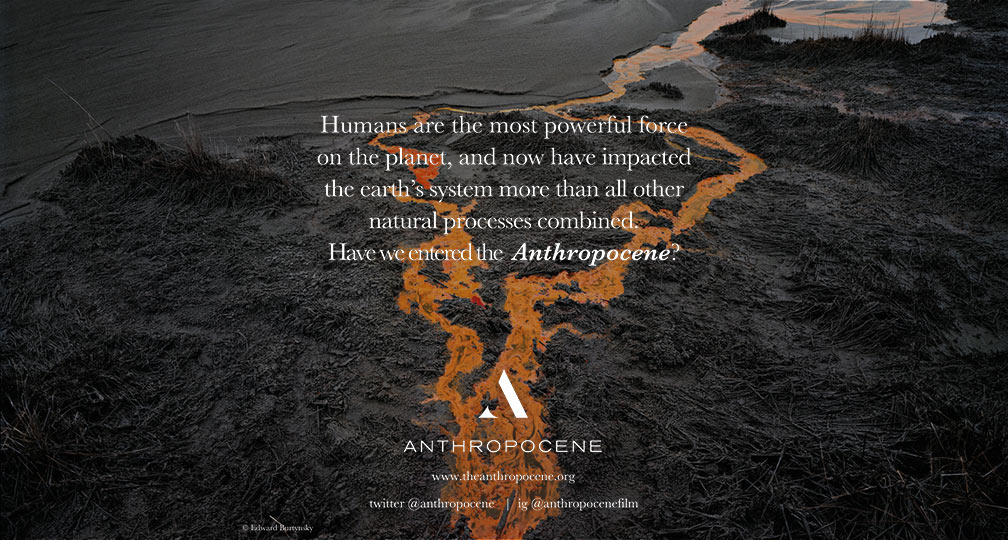 Humans are the most powerful force
on the planet, and now have impacted
the earth's system more than all other
natural processes combined.
Have we entered the Anthropocene?
A
ANTHROPOCENE
www.theanthropocene.org
twitter @anthropocene | ig @anthropocenefilm
© Edward Burtynsky